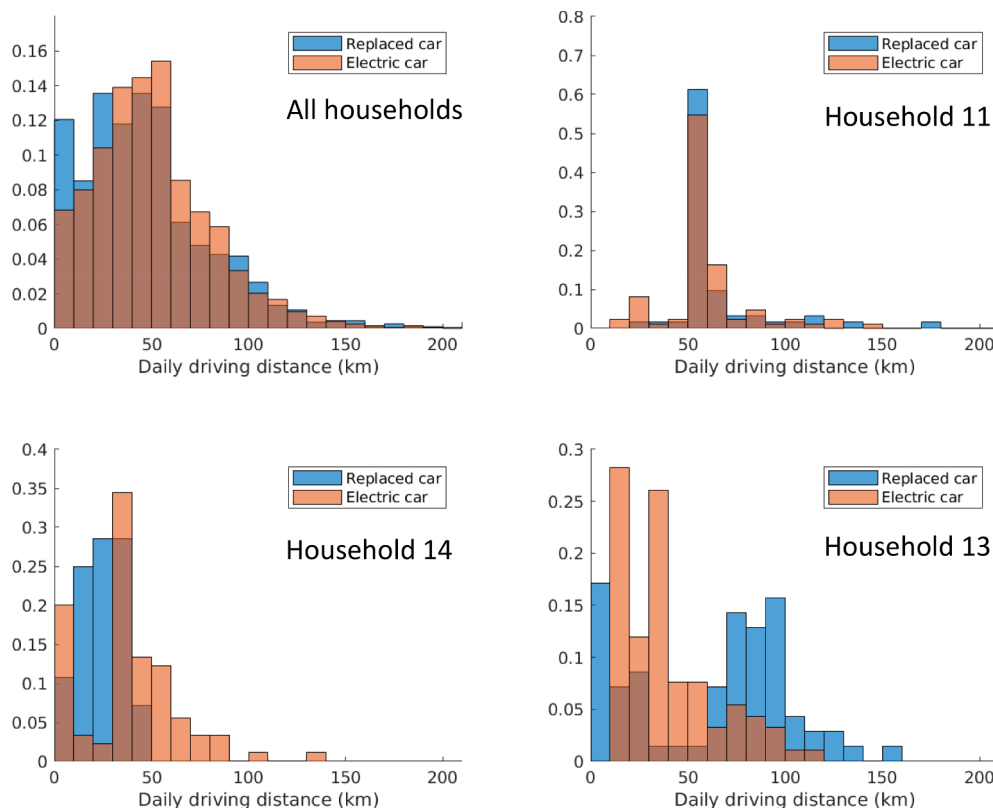 0.16
0.14
0.12
0.1
0.08
0.06
0.04
0.02
0
0 50 100 150 200
Daily driving distance (km)
Replaced car
Electric car
All households
0.8
0.7
0.6
0.5
0.4
0.3
0.2
0.1
0
0 50 100 150 200
Daily driving distance (km)
Replaced car
Electric car
Household 11
0.4
0.35
0.3
0.25
0.2
0.15
0.1
0.05
0
0 50 100 150 200
Daily driving distance (km)
Replaced car
Electric car
Household 14
0.3
0.25
0.2
0.15
0.1
0.05
0
0 50 100 150 200
Daily driving distance (km)
Replaced car
Electric car
Household 13